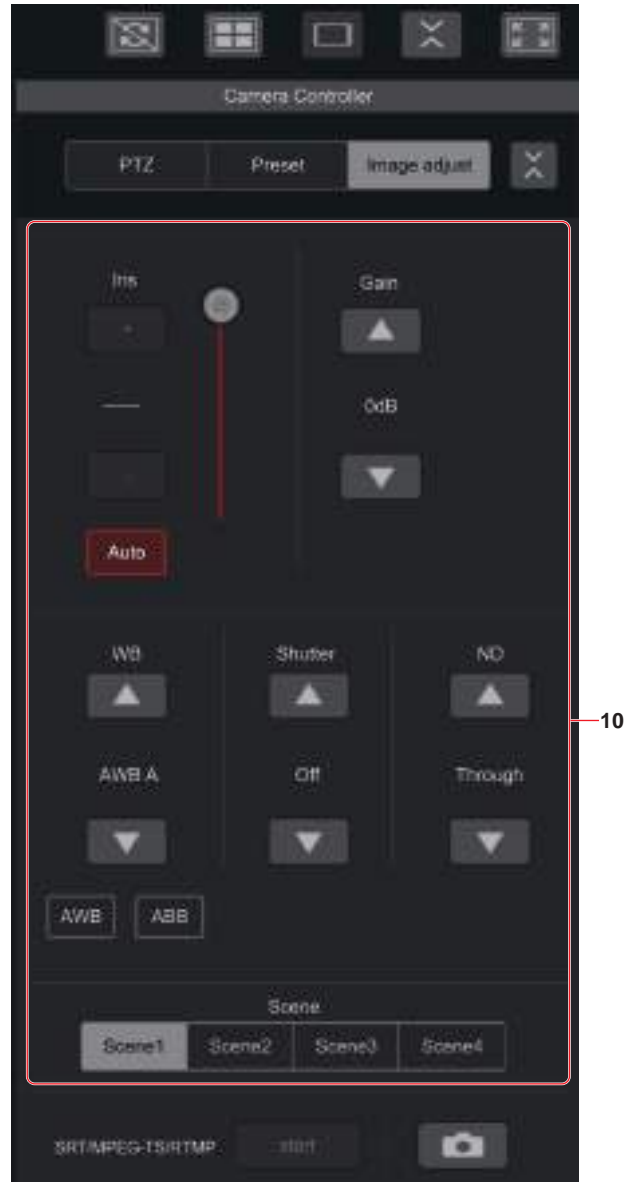 Camera Controller
PTZ Preset Image adjust
Iris Gain
0dB
Auto
WB Shutter ND
10
AWB A Off Through
AWB ABB
Scene
Scene1 Scene2 Scene3 Scene4
SRT/MPEG-TS/RTMP start